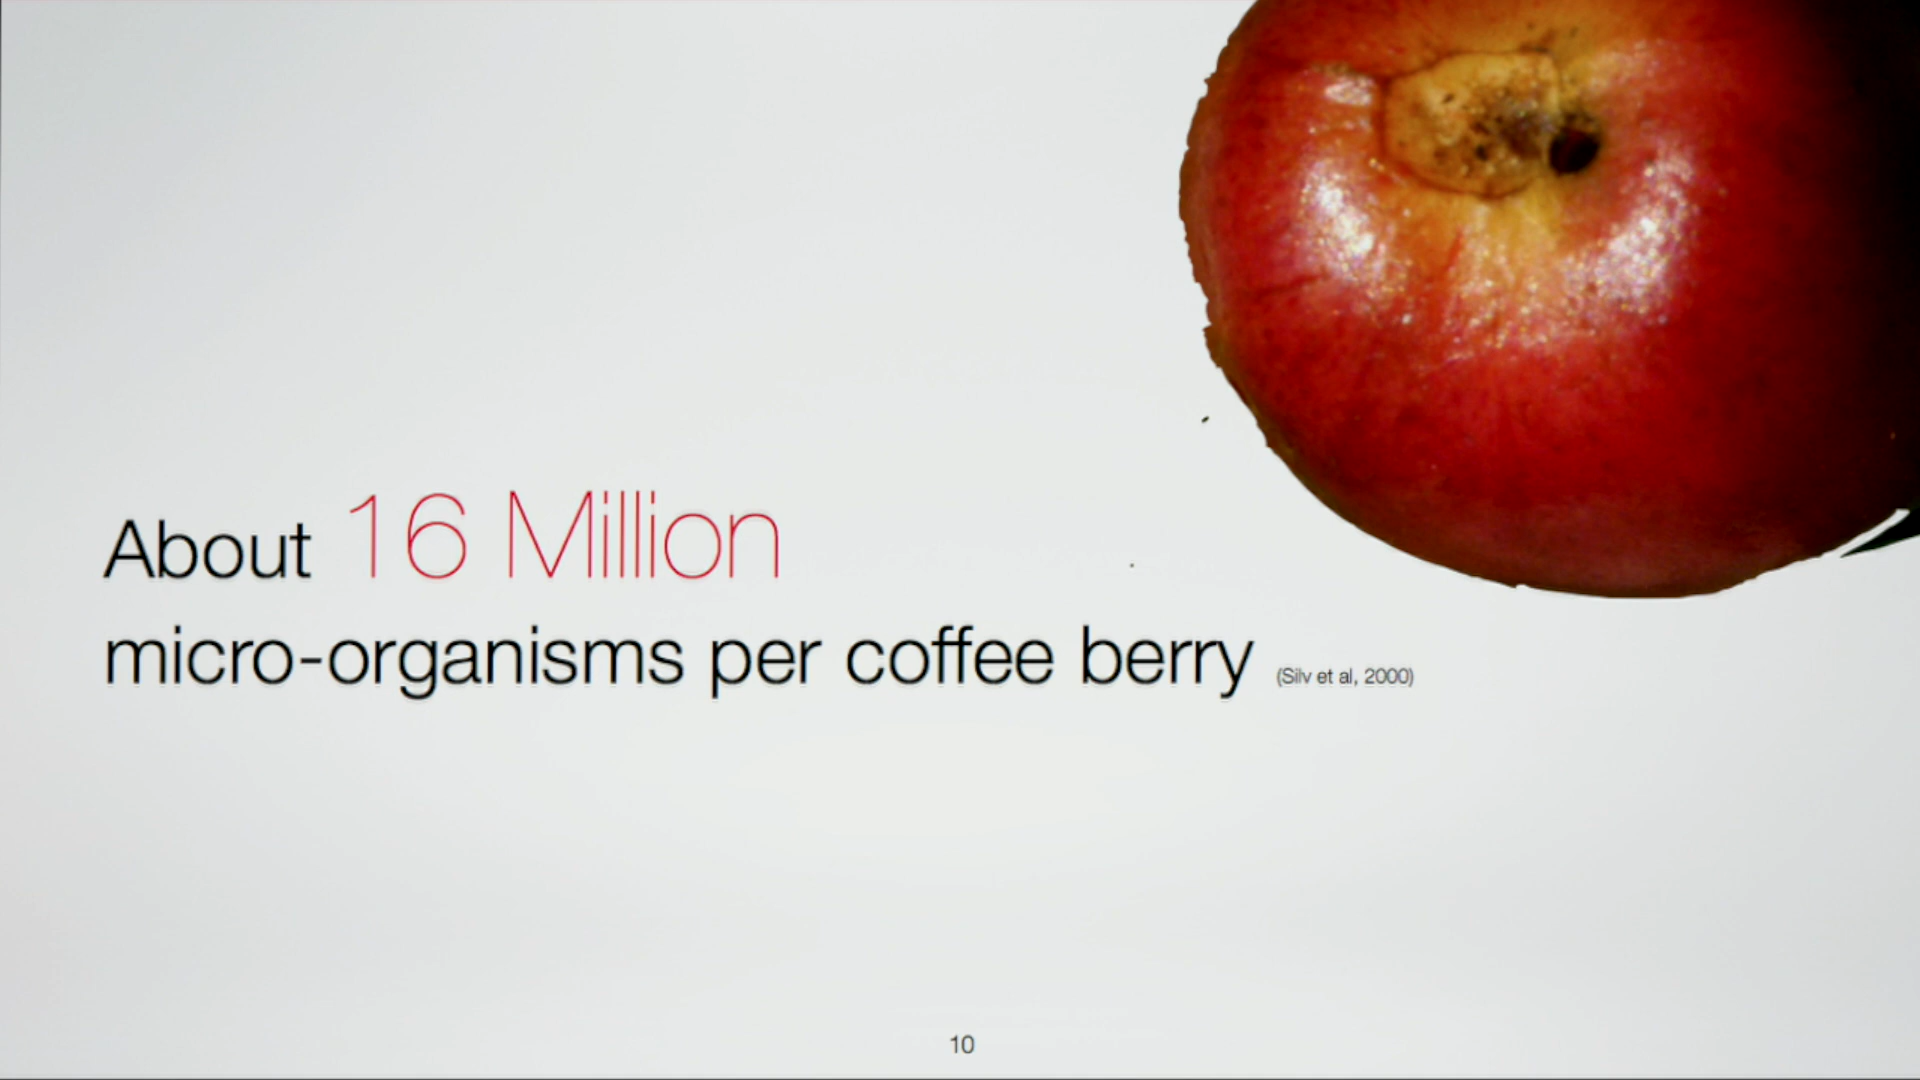 About 16 Million
micro-organisms per coffee berry (Silv et al, 2000)
10